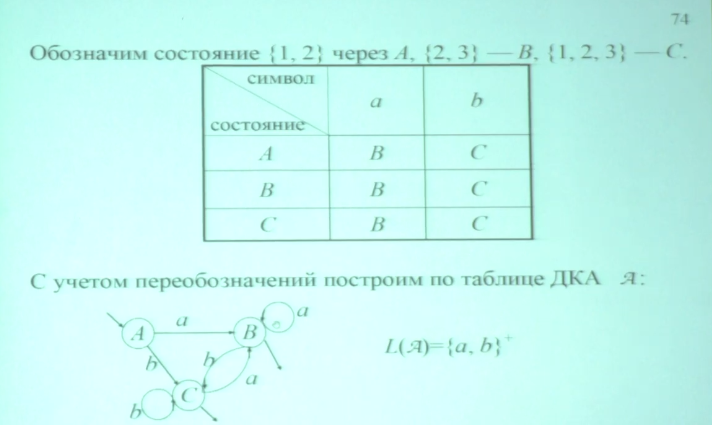 74
Обозначим состояние {1, 2} через A, {2, 3} — B, {1, 2, 3} — C.
символ
состояние
a b
A B C
B B C
C B C
С учетом переобозначений построим по таблице ДКА 𝒜:
A a B a
b b a
b C
L(𝒜)={a, b}⁺